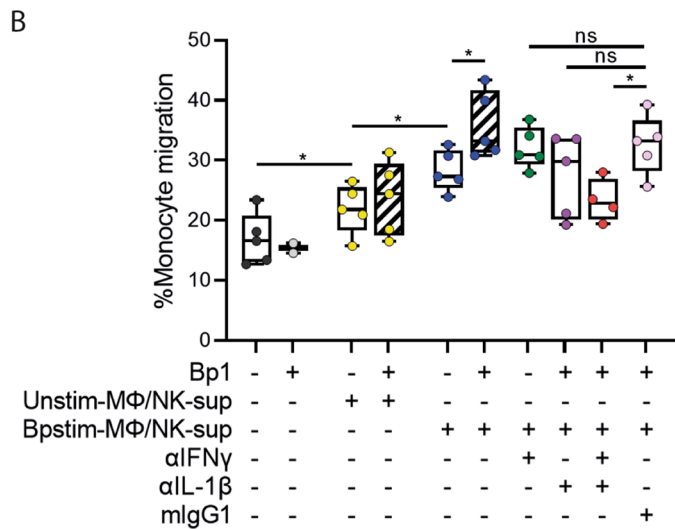 B
%Monocyte migration
50
40
30
20
10
0
ns
ns
*
*
*
*
Bp1 - + - + - + - + + +
Unstim-MΦ/NK-sup - - + + - - - - - -
Bpstim-MΦ/NK-sup - - - - + + + + + +
αIFNγ - - - - - - + - + -
αIL-1β - - - - - - - + + -
mIgG1 - - - - - - - - - +